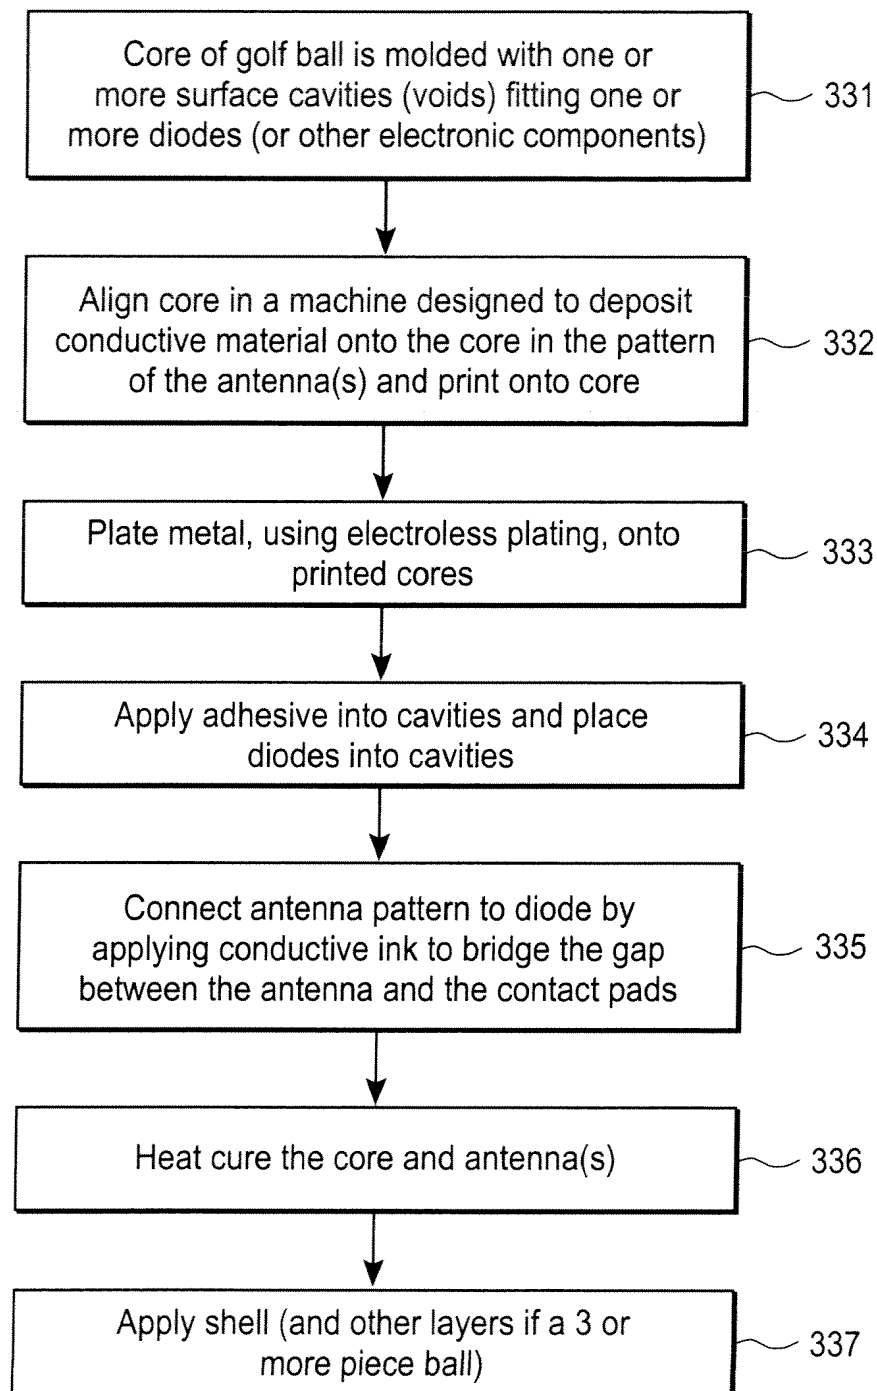 Core of golf ball is molded with one or
more surface cavities (voids) fitting one or
more diodes (or other electronic components)
331
Align core in a machine designed to deposit
conductive material onto the core in the pattern
of the antenna(s) and print onto core
332
Plate metal, using electroless plating, onto
printed cores
333
Apply adhesive into cavities and place
diodes into cavities
334
Connect antenna pattern to diode by
applying conductive ink to bridge the gap
between the antenna and the contact pads
335
Heat cure the core and antenna(s)
336
Apply shell (and other layers if a 3 or
more piece ball)
337